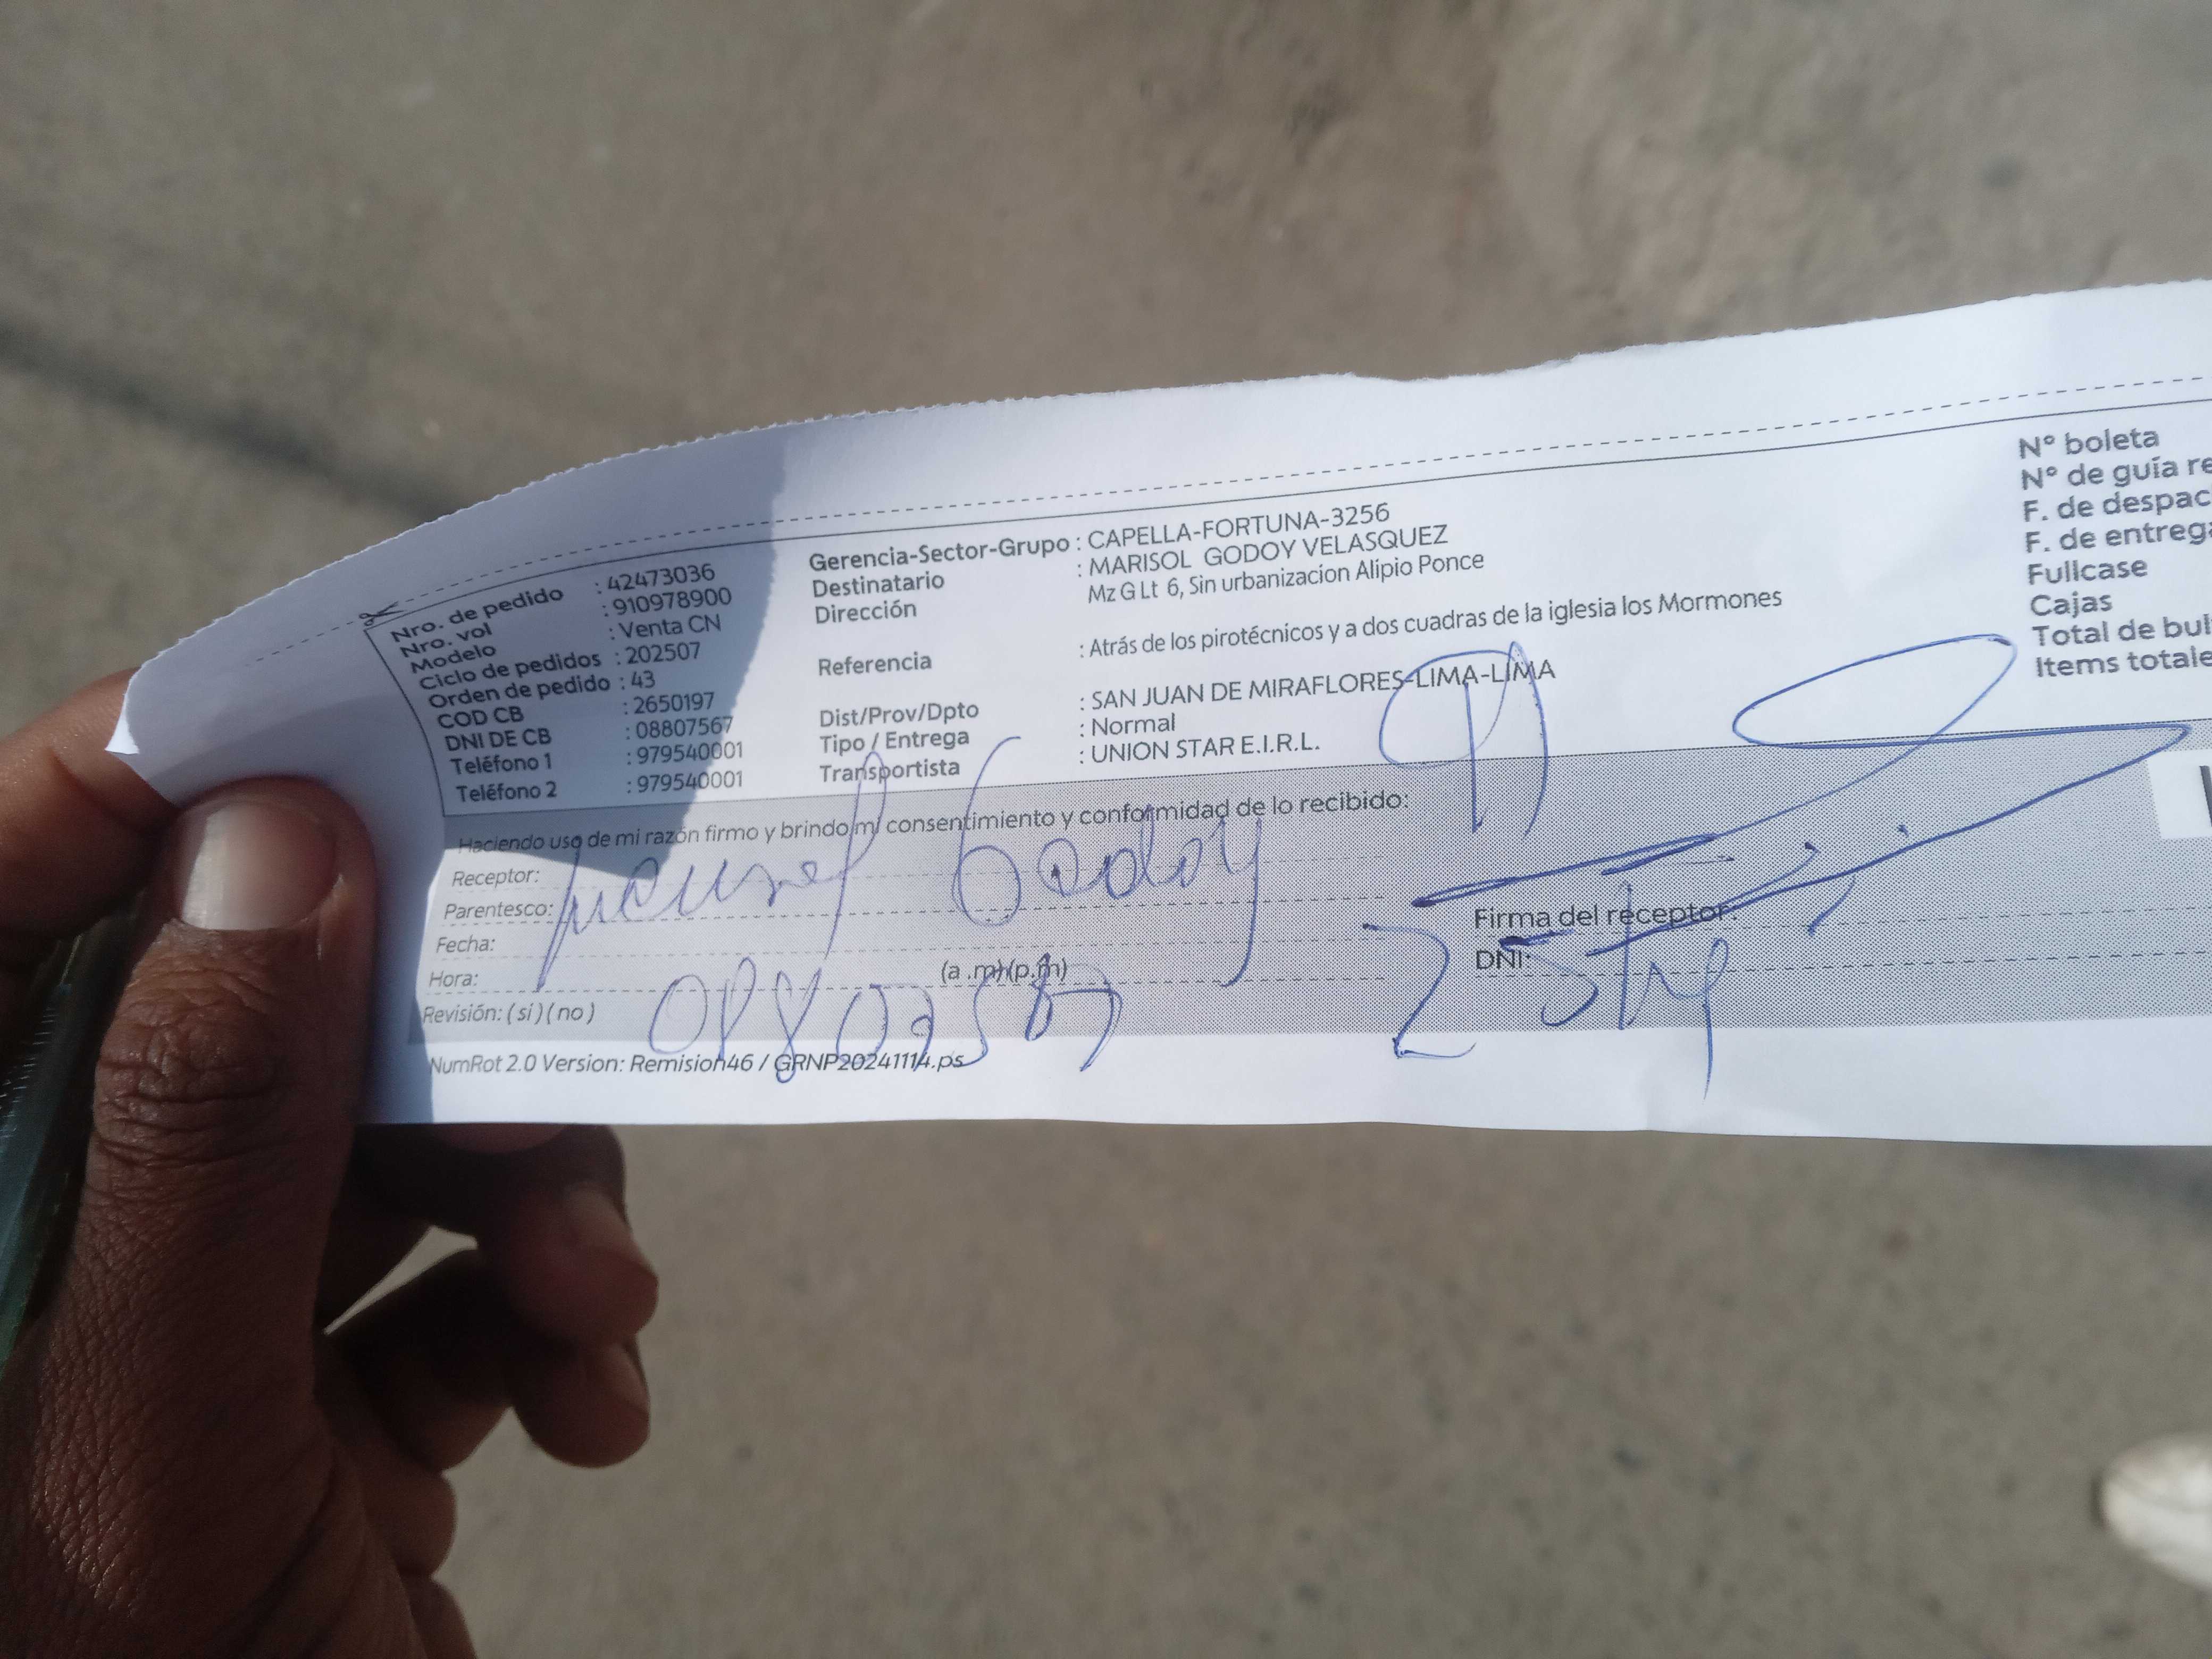 Nro. de pedido : 42473036
Nro. vol : 910978900
Modelo : Venta CN
Ciclo de pedidos : 202507
Orden de pedido : 43
COD CB : 2650197
DNI DE CB : 08807567
Teléfono 1 : 979540001
Teléfono 2 : 979540001
Gerencia-Sector-Grupo : CAPELLA-FORTUNA-3256
Destinatario : MARISOL GODOY VELASQUEZ
Dirección Mz G Lt 6, Sin urbanizacion Alipio Ponce
Referencia : Atrás de los pirotécnicos y a dos cuadras de la iglesia los Mormones
Dist/Prov/Dpto : SAN JUAN DE MIRAFLORES-LIMA-LIMA
Tipo / Entrega : Normal
Transportista : UNION STAR E.I.R.L.
N° boleta
N° de guía re
F. de despac
F. de entrega
Fullcase
Cajas
Total de bul
Items totale
Haciendo uso de mi razón firmo y brindo mi consentimiento y conformidad de lo recibido:
Receptor:
Godoy
Parentesco:
Fecha:
Hora: (a .m)(p.m)
Revisión: ( sí ) ( no )
Firma del receptor:
DNI:
NumRot 2.0 Version: Remision46 / GRNP20241114.ps